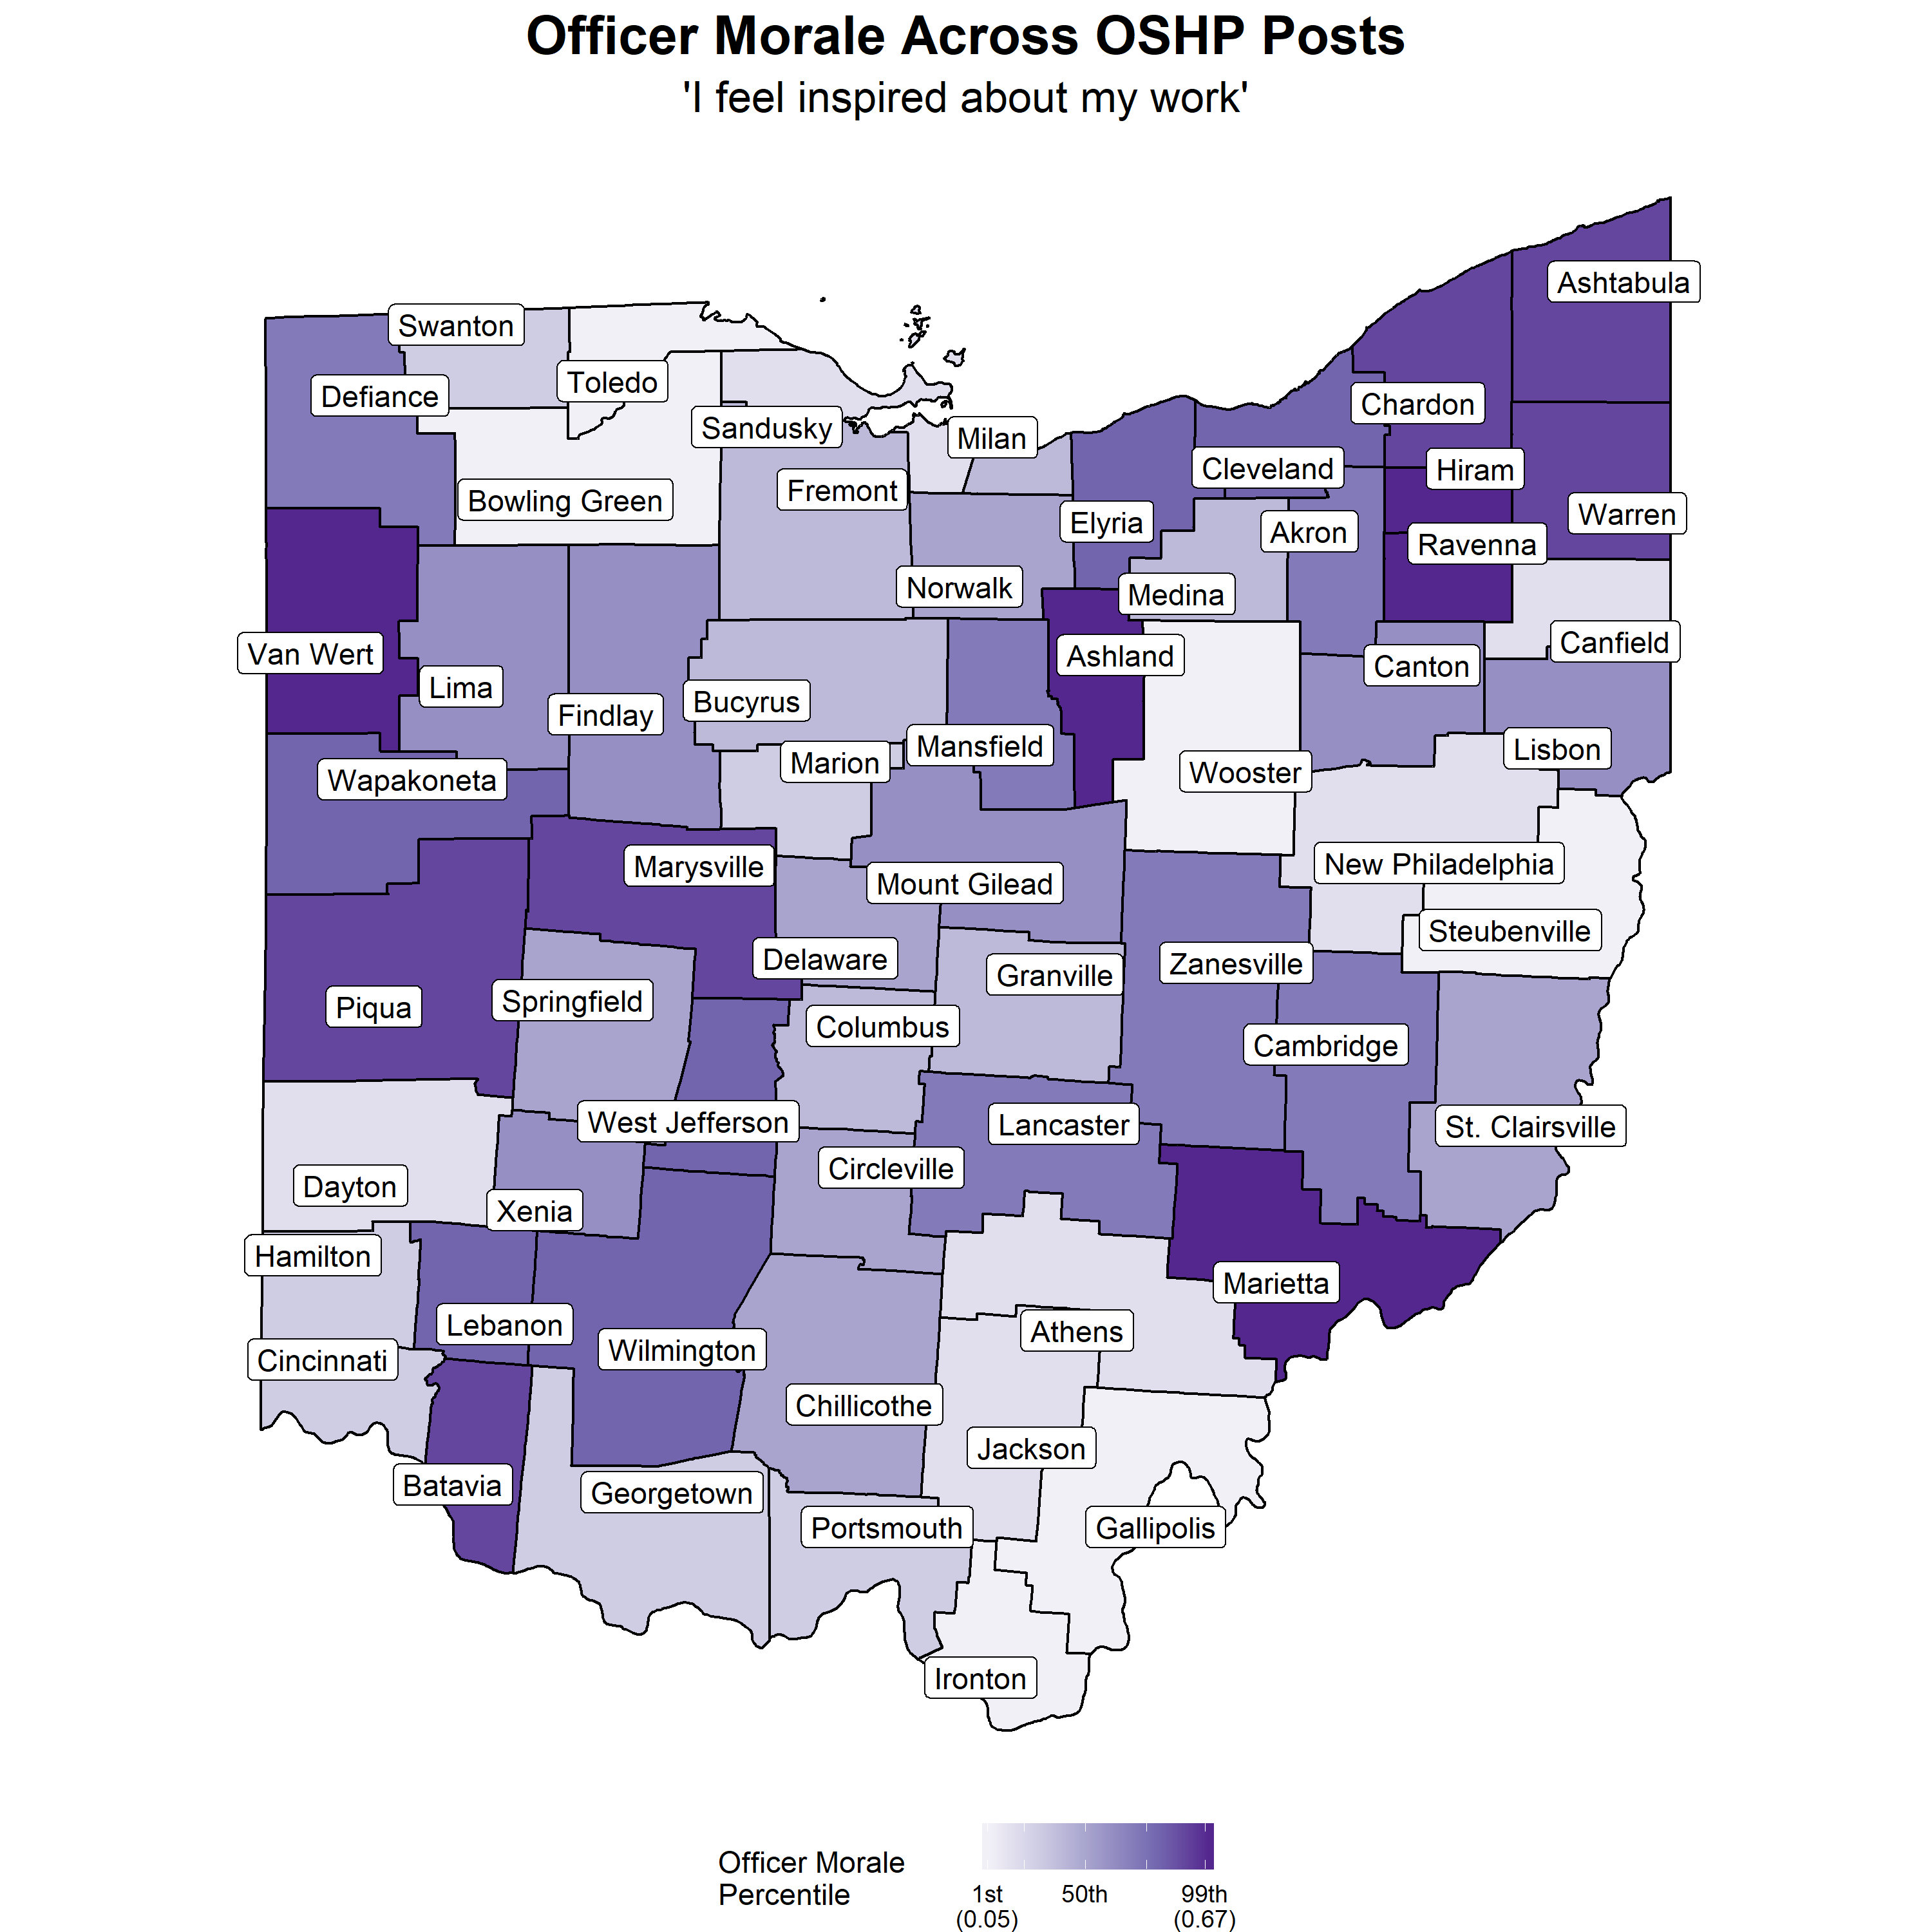 Officer Morale Across OSHP Posts
'I feel inspired about my work'
Ashtabula
Swanton
Toledo
Defiance
Chardon
Sandusky
Milan
Cleveland
Hiram
Fremont
Bowling Green
Warren
Elyria
Akron
Ravenna
Norwalk
Medina
Canfield
Van Wert
Ashland
Canton
Lima
Bucyrus
Findlay
Mansfield
Lisbon
Marion
Wooster
Wapakoneta
Marysville
New Philadelphia
Mount Gilead
Steubenville
Delaware
Zanesville
Granville
Springfield
Piqua
Columbus
Cambridge
West Jefferson
Lancaster
St. Clairsville
Circleville
Dayton
Xenia
Hamilton
Marietta
Lebanon
Athens
Wilmington
Cincinnati
Chillicothe
Jackson
Batavia
Georgetown
Portsmouth
Gallipolis
Ironton
Officer Morale
Percentile
1st
(0.05)
50th
99th
(0.67)